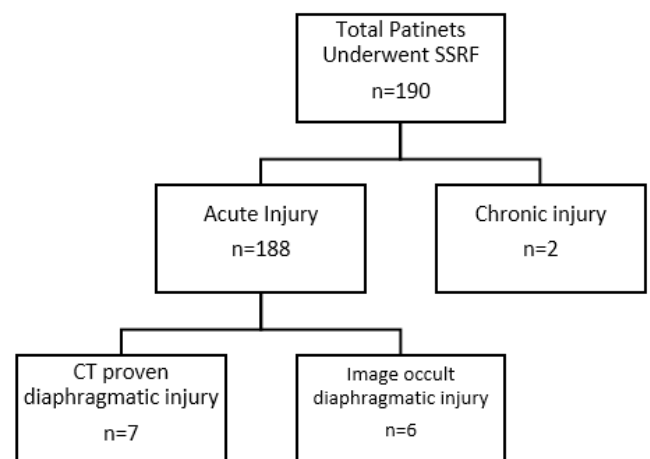 Total Patinets
Underwent SSRF
n=190
Acute Injury
n=188
Chronic injury
n=2
CT proven
diaphragmatic injury
n=7
Image occult
diaphragmatic injury
n=6